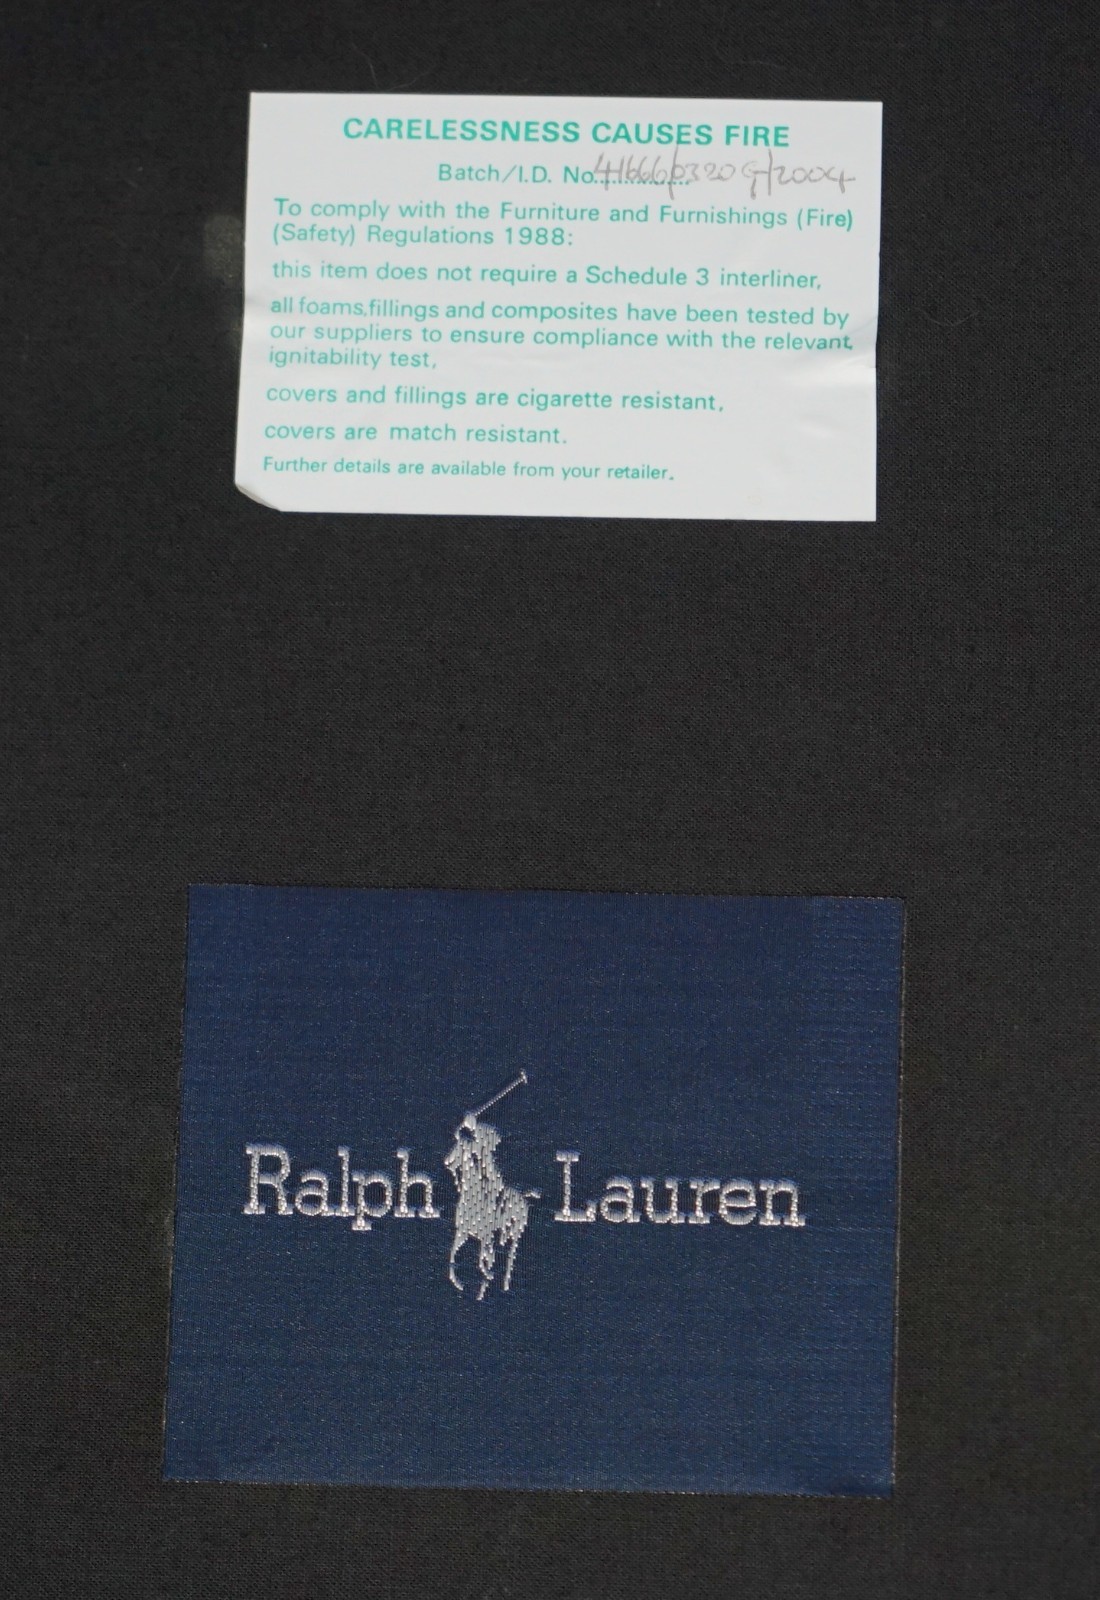 CARELESSNESS CAUSES FIRE
Batch/I.D. No.
To comply with the Furniture and Furnishings (Fire)
(Safety) Regulations 1988:
this item does not require a Schedule 3 interliner,
all foams,fillings and composites have been tested by
our suppliers to ensure compliance with the relevant
ignitability test,
covers and fillings are cigarette resistant,
covers are match resistant.
Further details are available from your retailer.
Ralph Lauren